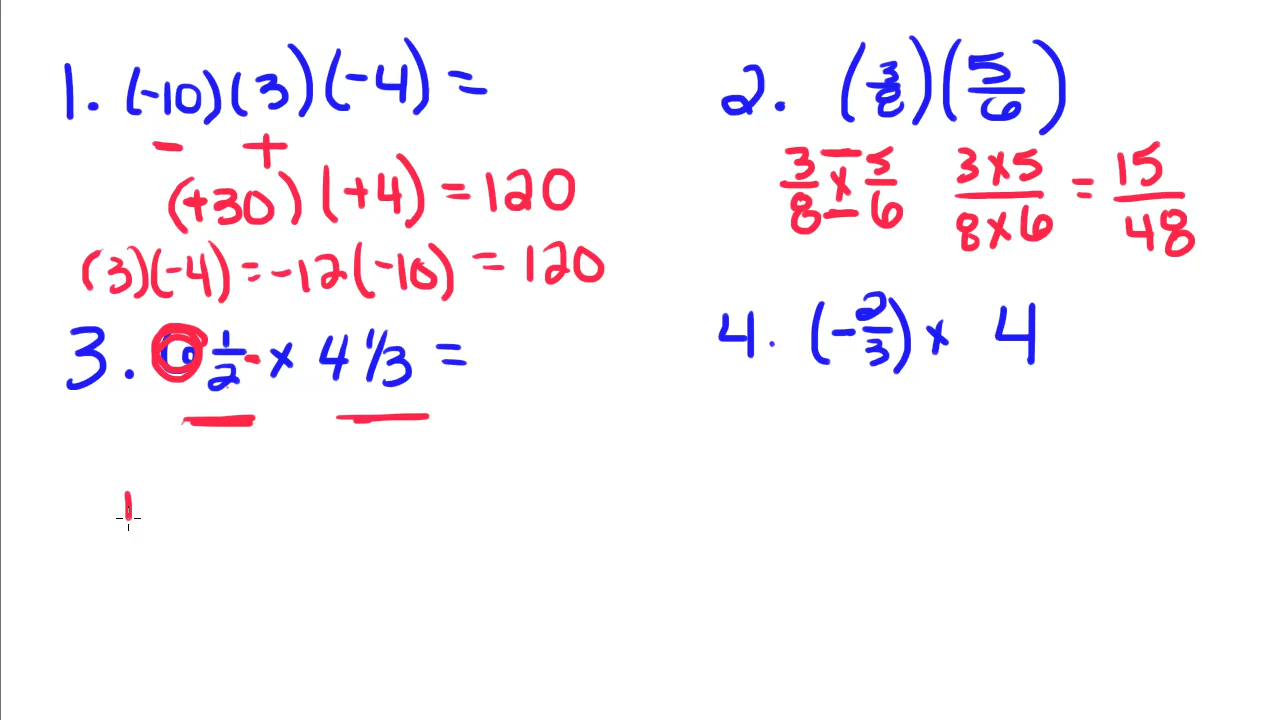 1. (-10)(3)(-4) =
- +
(+30)(+4) = 120
(3)(-4) = -12(-10) = 120
2. (3/8)(5/6)
3/8 x 5/6 3x5/8x6 = 15/48
3. 1/2 x 4 1/3 =
4. (-2/3) x 4
1